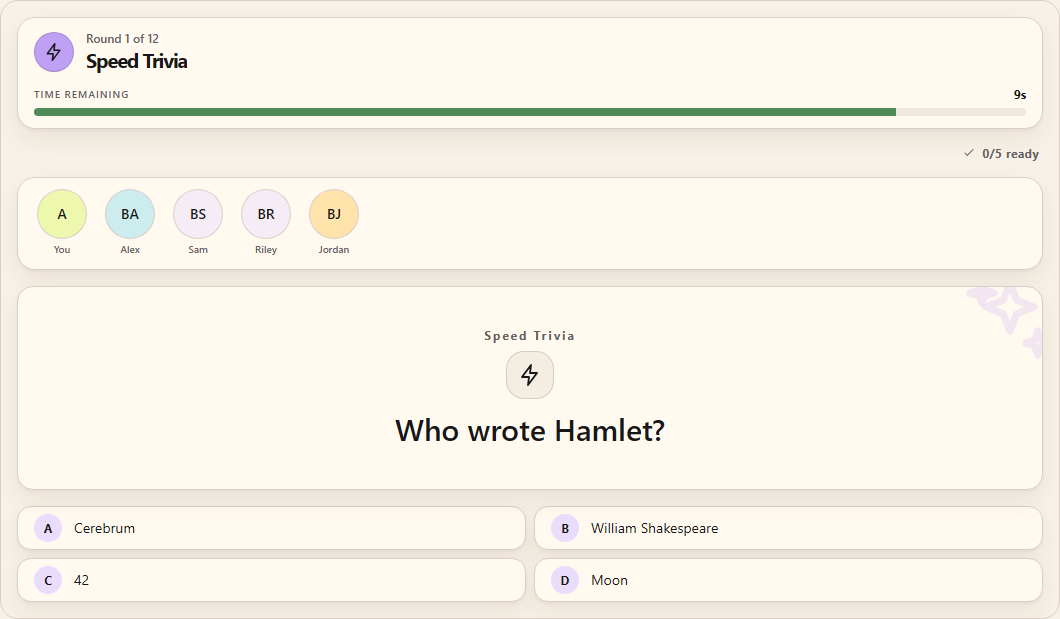 Round 1 of 12
Speed Trivia
TIME REMAINING
9s
0/5 ready
A
BA
BS
BR
BJ
You
Alex
Sam
Riley
Jordan
Speed Trivia
Who wrote Hamlet?
A Cerebrum
B William Shakespeare
C 42
D Moon